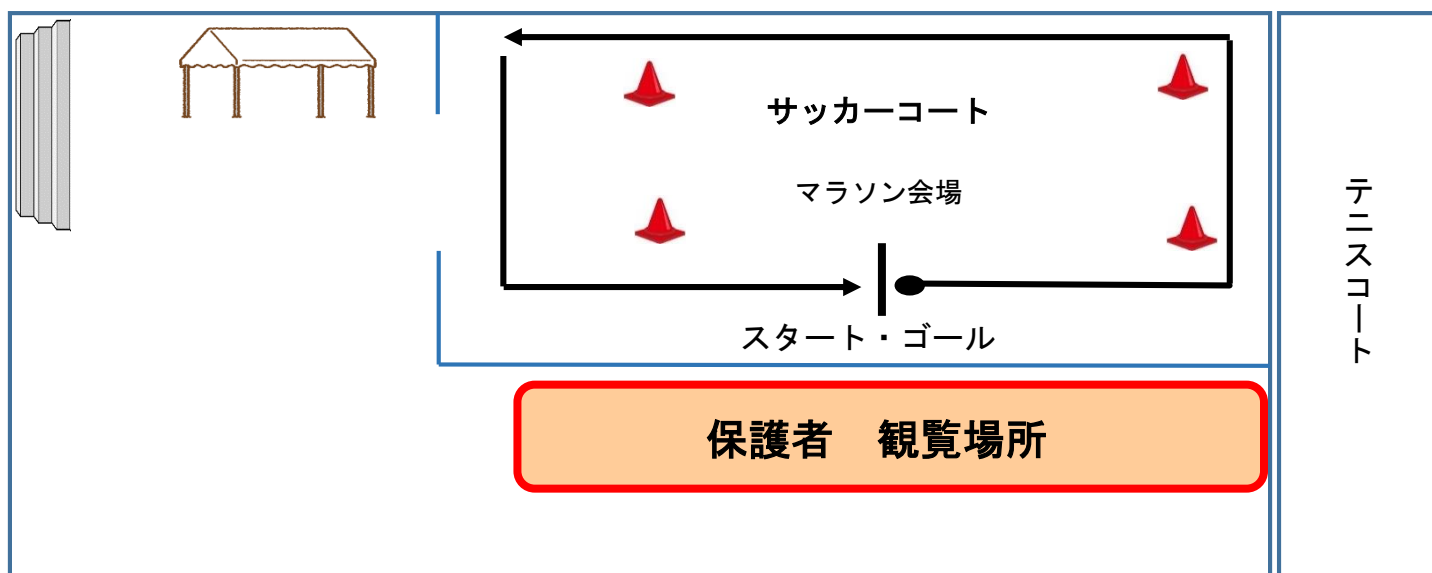 サッカーコート
マラソン会場
スタート・ゴール
保護者　観覧場所
テニスコート